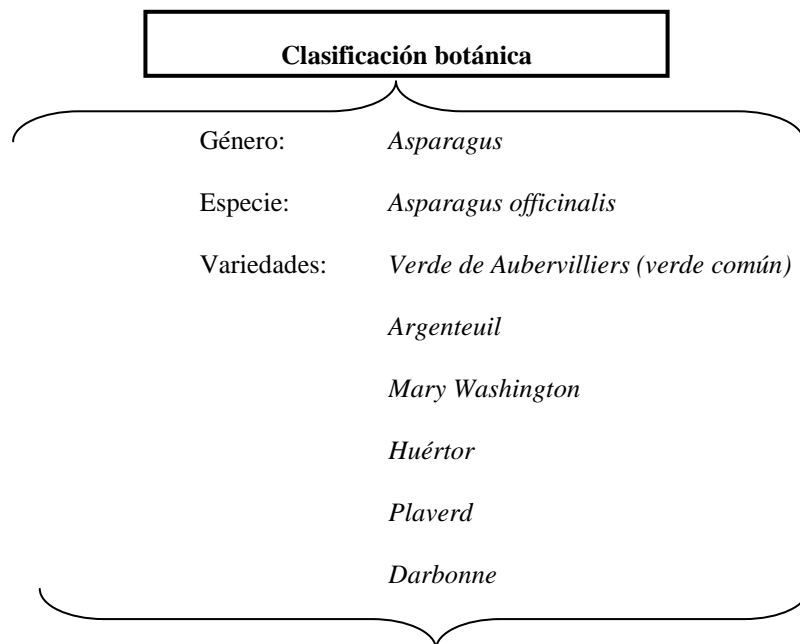 Clasificación botánica
Género: Asparagus
Especie: Asparagus officinalis
Variedades: Verde de Aubervilliers (verde común)
Argenteuil
Mary Washington
Huértor
Plaverd
Darbonne